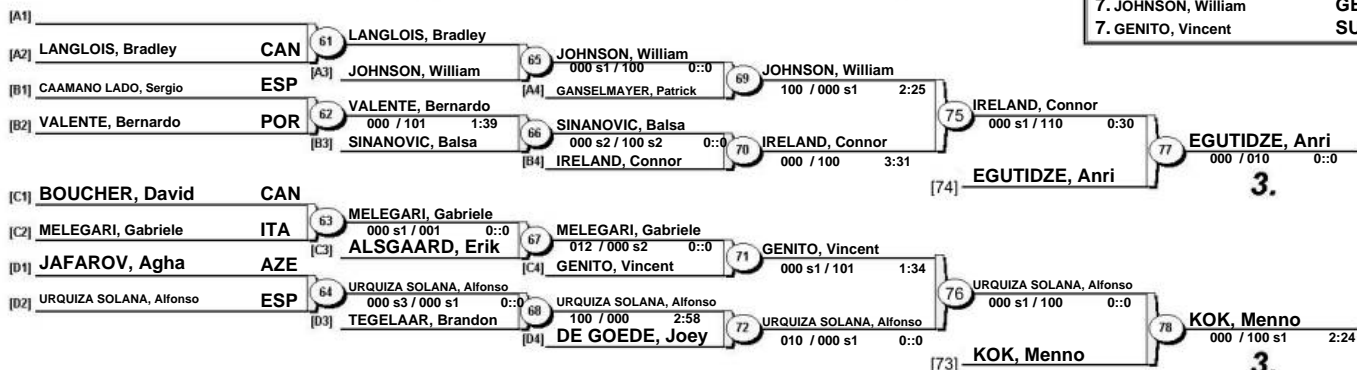 7. JOHNSON, William GE
7. GENITO, Vincent SU
[A1]
[A2] LANGLOIS, Bradley CAN
[B1] CAAMANO LADO, Sergio ESP
[B2] VALENTE, Bernardo POR
[C1] BOUCHER, David CAN
[C2] MELEGARI, Gabriele ITA
[D1] JAFAROV, Agha AZE
[D2] URQUIZA SOLANA, Alfonso ESP
61 LANGLOIS, Bradley
[A3] JOHNSON, William
62 VALENTE, Bernardo
000 / 101 1:39
[B3] SINANOVIC, Balsa
63 MELEGARI, Gabriele
000 s1 / 001 0::0
[C3] ALSGAARD, Erik
64 URQUIZA SOLANA, Alfonso
000 s3 / 000 s1 0::0
[D3] TEGELAAR, Brandon
65 JOHNSON, William
000 s1 / 100 0::0
[A4] GANSELMAYER, Patrick
66 SINANOVIC, Balsa
000 s2 / 100 s2 0::0
[B4] IRELAND, Connor
67 MELEGARI, Gabriele
012 / 000 s2 0::0
[C4] GENITO, Vincent
68 URQUIZA SOLANA, Alfonso
100 / 000 2:58
[D4] DE GOEDE, Joey
69 JOHNSON, William
100 / 000 s1 2:25
70 IRELAND, Connor
000 / 100 3:31
71 GENITO, Vincent
000 s1 / 101 1:34
72 URQUIZA SOLANA, Alfonso
010 / 000 s1 0::0
75 IRELAND, Connor
000 s1 / 110 0:30
[74] EGUTIDZE, Anri
76 URQUIZA SOLANA, Alfonso
000 s1 / 100 0::0
[73] KOK, Menno
77 EGUTIDZE, Anri
000 / 010 0::0
3.
78 KOK, Menno
000 / 100 s1 2:24
3.